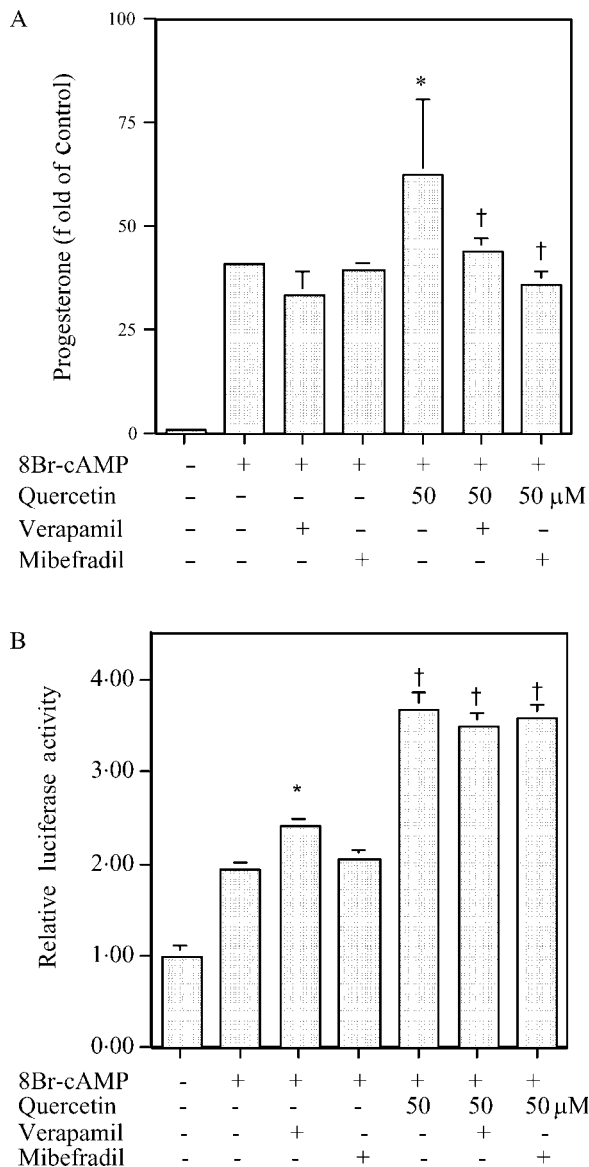 A
Progesterone (f old of control)
100
75
50
25
0
*
†
†
8Br-cAMP - + + + + + +
Quercetin - - - - 50 50 50 μM
Verapamil - - + - - + -
Mibefradil - - - + - - +
B
Relative luciferase activity
4·00
3·00
2·00
1·00
0·00
*
†
†
†
8Br-cAMP - + + + + + +
Quercetin - - - - 50 50 50 μM
Verapamil - - + - - + -
Mibefradil - - - + - - +